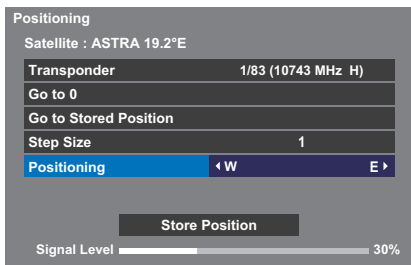 Positioning
Satellite : ASTRA 19.2°E
Transponder 1/83 (10743 MHz H)
Go to 0
Go to Stored Position
Step Size 1
Positioning W E
Store Position
Signal Level 30%